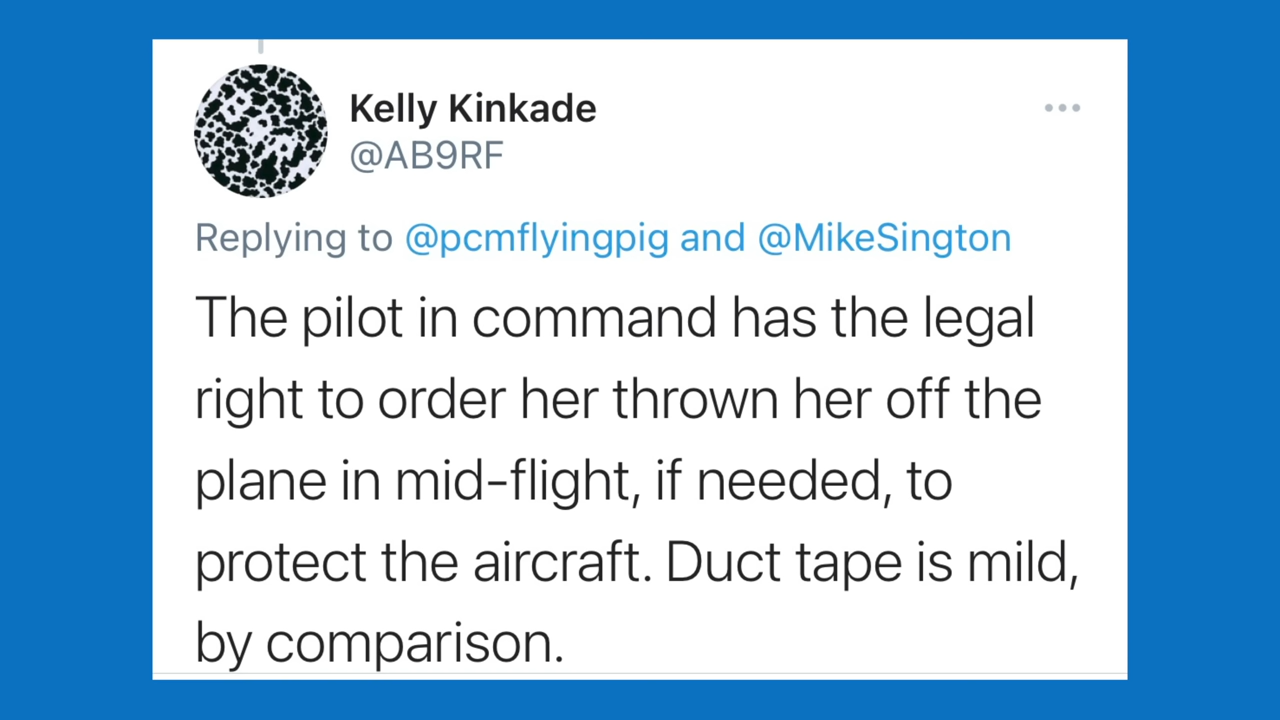 Kelly Kinkade
@AB9RF
Replying to @pcmflyingpig and @MikeSington
The pilot in command has the legal
right to order her thrown her off the
plane in mid-flight, if needed, to
protect the aircraft. Duct tape is mild,
by comparison.